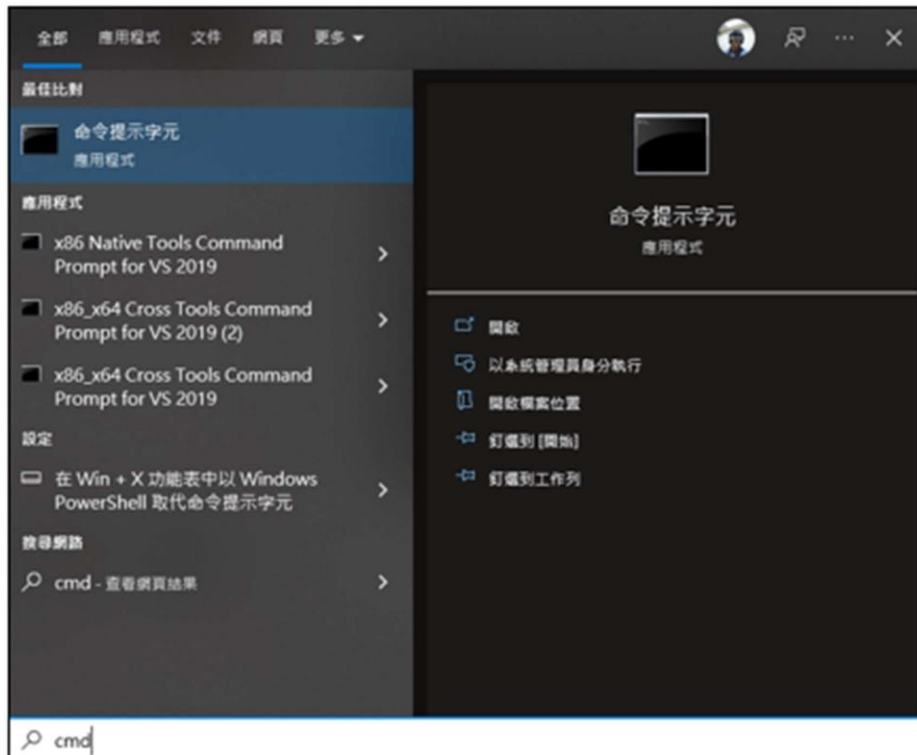 全部 應用程式 文件 網頁 更多
最佳比對
命令提示字元
應用程式
應用程式
x86 Native Tools Command
Prompt for VS 2019
x86_x64 Cross Tools Command
Prompt for VS 2019 (2)
x86_x64 Cross Tools Command
Prompt for VS 2019
設定
在 Win + X 功能表中以 Windows
PowerShell 取代命令提示字元
搜尋網路
cmd - 查看網頁結果
命令提示字元
應用程式
開啟
以系統管理員身分執行
開啟檔案位置
釘選到 [開始]
釘選到工作列
cmd